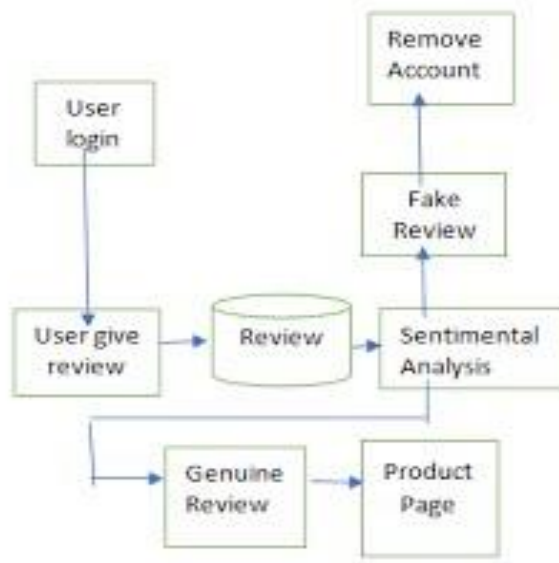 Remove
Account
User
login
Fake
Review
User give
review
Review
Sentimental
Analysis
Genuine
Review
Product
Page